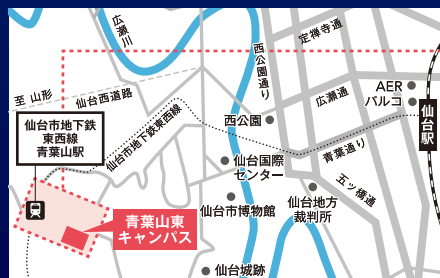 広瀬川
定禅寺通
西公園通り
至 山形
仙台西道路
AER
パルコ
広瀬通
仙台市地下鉄
東西線
青葉山駅
仙台市地下鉄東西線
西公園
仙台駅
青葉通り
仙台国際
センター
五ッ橋通
仙台市博物館
仙台地方
裁判所
青葉山東
キャンパス
仙台城跡